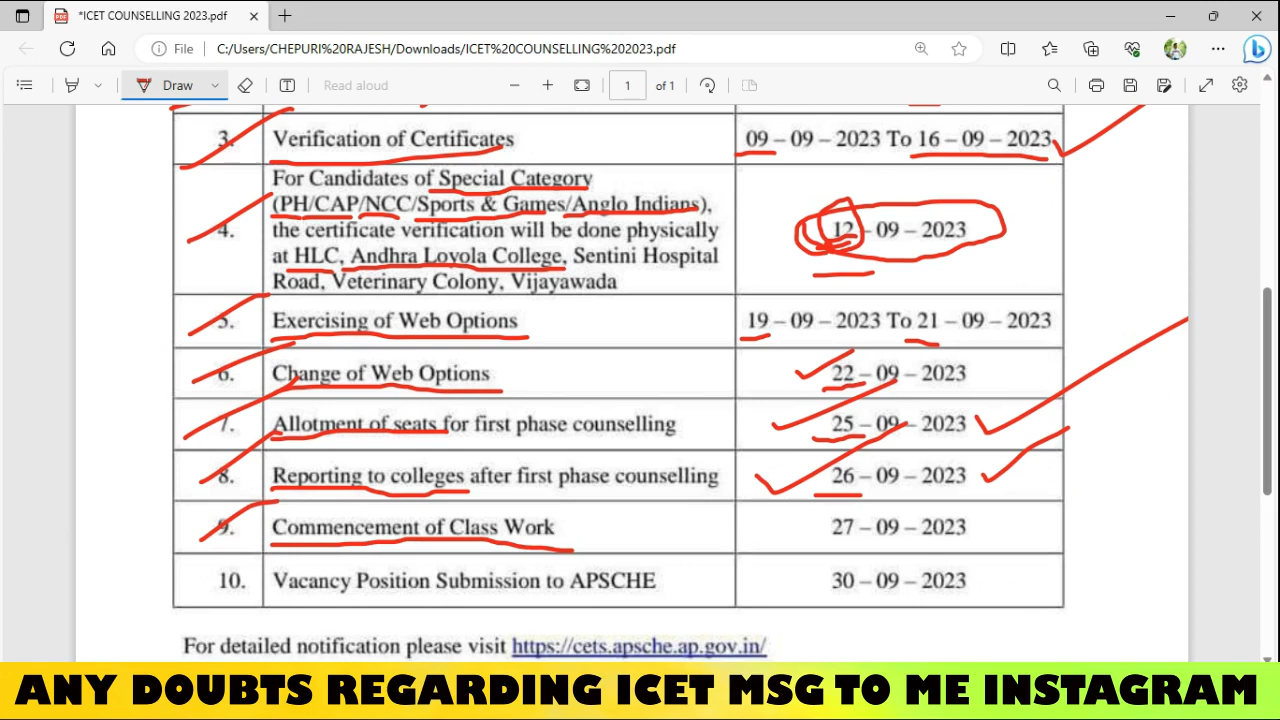 *ICET COUNSELLING 2023.pdf
File C:/Users/CHEPURI%20RAJESH/Downloads/ICET%20COUNSELLING%202023.pdf
Draw Read aloud 1 of 1
3. Verification of Certificates 09 – 09 – 2023 To 16 – 09 – 2023
For Candidates of Special Category
(PH/CAP/NCC/Sports & Games/Anglo Indians),
4. the certificate verification will be done physically 12 – 09 – 2023
at HLC, Andhra Loyola College, Sentini Hospital
Road, Veterinary Colony, Vijayawada
5. Exercising of Web Options 19 – 09 – 2023 To 21 – 09 – 2023
6. Change of Web Options 22 – 09 – 2023
7. Allotment of seats for first phase counselling 25 – 09 – 2023
8. Reporting to colleges after first phase counselling 26 – 09 – 2023
9. Commencement of Class Work 27 – 09 – 2023
10. Vacancy Position Submission to APSCHE 30 – 09 – 2023
For detailed notification please visit https://cets.apsche.ap.gov.in/
ANY DOUBTS REGARDING ICET MSG TO ME INSTAGRAM